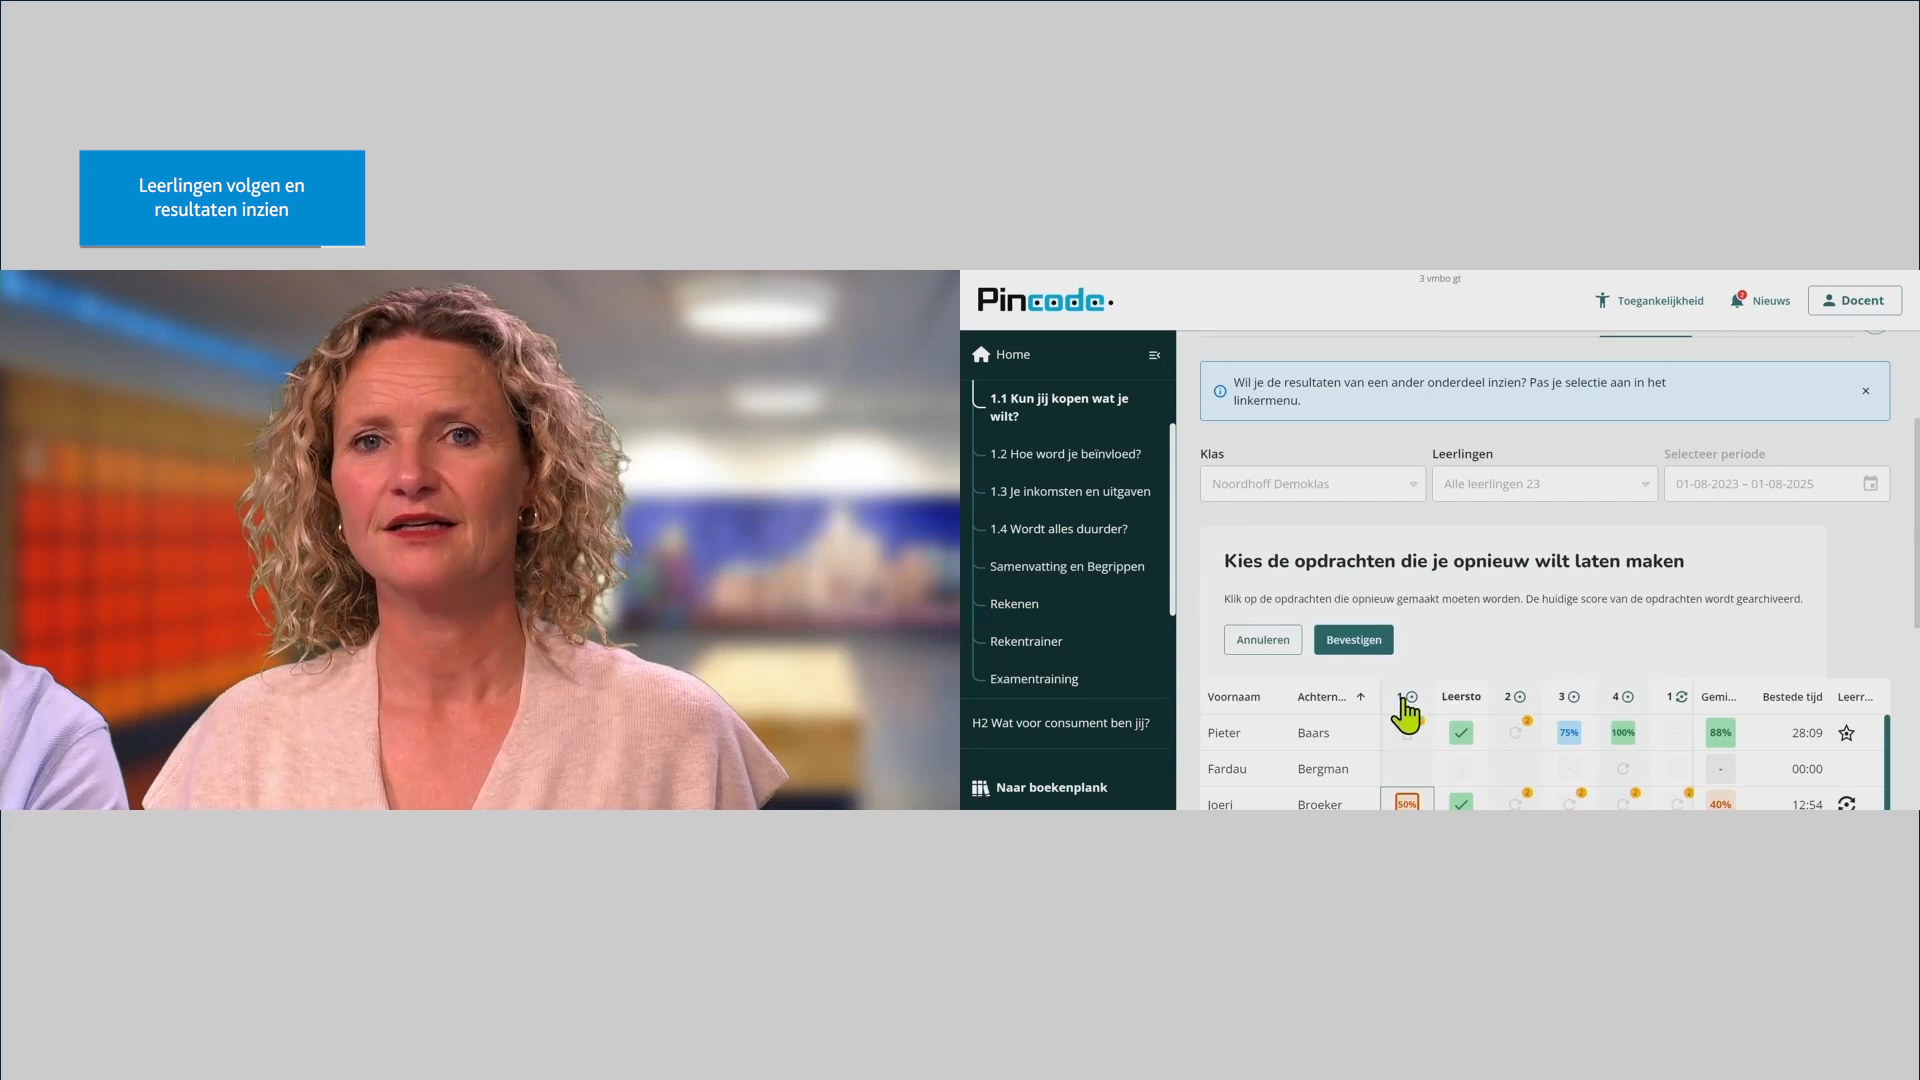 Leerlingen volgen en
resultaten inzien
3 vmbo gt
Pincode
Toegankelijkheid
2
Nieuws
Docent
Home
1.1 Kun jij kopen wat je
wilt?
1.2 Hoe word je beïnvloed?
1.3 Je inkomsten en uitgaven
1.4 Wordt alles duurder?
Samenvatting en Begrippen
Rekenen
Rekentrainer
Examentraining
H2 Wat voor consument ben jij?
Naar boekenplank
Wil je de resultaten van een ander onderdeel inzien? Pas je selectie aan in het
linkermenu.
Klas
Leerlingen
Selecteer periode
Noordhoff Demoklas
Alle leerlingen 23
01-08-2023 – 01-08-2025
Kies de opdrachten die je opnieuw wilt laten maken
Klik op de opdrachten die opnieuw gemaakt moeten worden. De huidige score van de opdrachten wordt gearchiveerd.
Annuleren
Bevestigen
Voornaam Achtern... 1 Leersto 2 3 4 1 Gemi... Bestede tijd Leerr...
Pieter Baars 2 75% 100% - 88% 28:09
Fardau Bergman - - - - - - 00:00
Joeri Broeker 50% 2 2 2 2 40% 12:54